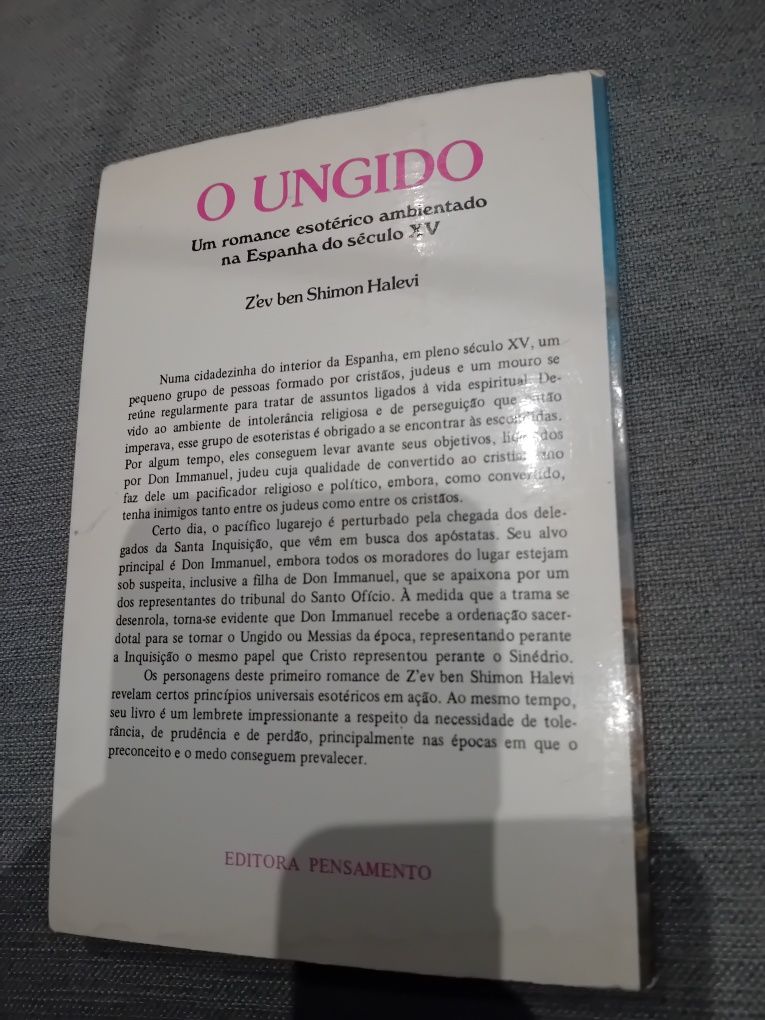 O UNGIDO
Um romance esotérico ambientado
na Espanha do século XV
Z'ev ben Shimon Halevi
Numa cidadezinha do interior da Espanha, em pleno século XV, um
pequeno grupo de pessoas formado por cristãos, judeus e um mouro se
reúne regularmente para tratar de assuntos ligados à vida espiritual. De-
vido ao ambiente de intolerância religiosa e de perseguição que então
imperava, esse grupo de esoteristas é obrigado a se encontrar às escondidas.
Por algum tempo, eles conseguem levar avante seus objetivos, liderados
por Don Immanuel, judeu cuja qualidade de convertido ao cristianismo
faz dele um pacificador religioso e político, embora, como convertido,
tenha inimigos tanto entre os judeus como entre os cristãos.
Certo dia, o pacífico lugarejo é perturbado pela chegada dos dele-
gados da Santa Inquisição, que vêm em busca dos apóstatas. Seu alvo
principal é Don Immanuel, embora todos os moradores do lugar estejam
sob suspeita, inclusive a filha de Don Immanuel, que se apaixona por um
dos representantes do tribunal do Santo Ofício. À medida que a trama se
desenrola, torna-se evidente que Don Immanuel recebe a ordenação sacer-
dotal para se tornar o Ungido ou Messias da época, representando perante
a Inquisição o mesmo papel que Cristo representou perante o Sinédrio.
Os personagens deste primeiro romance de Z'ev ben Shimon Halevi
revelam certos princípios universais esotéricos em ação. Ao mesmo tempo,
seu livro é um lembrete impressionante a respeito da necessidade de tole-
rância, de prudência e de perdão, principalmente nas épocas em que o
preconceito e o medo conseguem prevalecer.
EDITORA PENSAMENTO